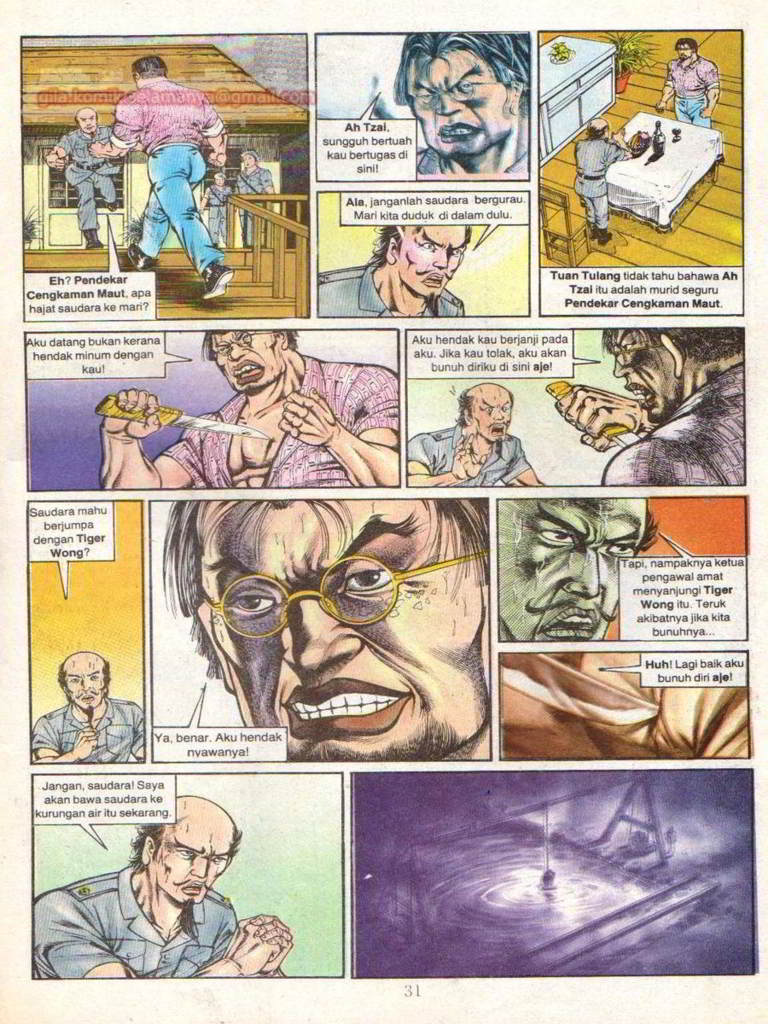 gila.komik
@gmail.com
Eh? Pendekar
Cengkaman Maut, apa
hajat saudara ke mari?
Ah Tzai,
sungguh bertuah
kau bertugas di
sini!
Ala, janganlah saudara bergurau.
Mari kita duduk di dalam dulu.
Tuan Tulang tidak tahu bahawa Ah
Tzai itu adalah murid seguru
Pendekar Cengkaman Maut.
Aku datang bukan kerana
hendak minum dengan
kau!
Aku hendak kau berjanji pada
aku. Jika kau tolak, aku akan
bunuh diriku di sini aje!
Saudara mahu
berjumpa
dengan Tiger
Wong?
Ya, benar. Aku hendak
nyawanya!
Tapi, nampaknya ketua
pengawal amat
menyanjungi Tiger
Wong itu. Teruk
akibatnya jika kita
bunuhnya...
Huh! Lagi baik aku
bunuh diri aje!
Jangan, saudara! Saya
akan bawa saudara ke
kurungan air itu sekarang.
31